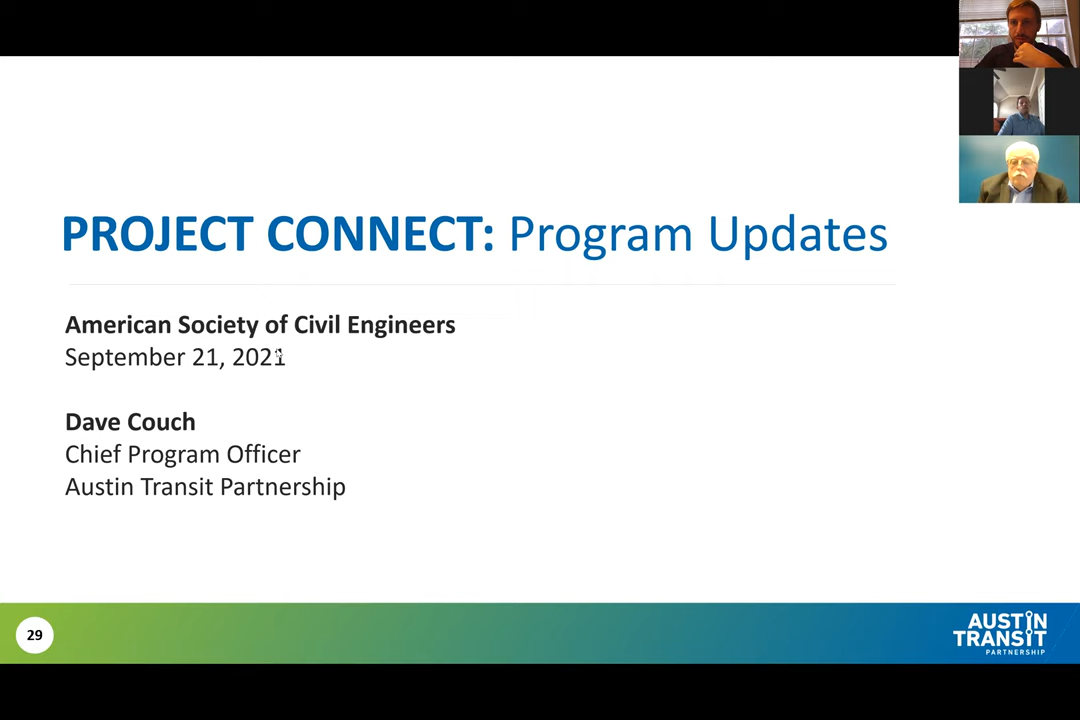 PROJECT CONNECT: Program Updates
American Society of Civil Engineers
September 21, 2021
Dave Couch
Chief Program Officer
Austin Transit Partnership
29
AUSTIN
TRANSIT
PARTNERSHIP